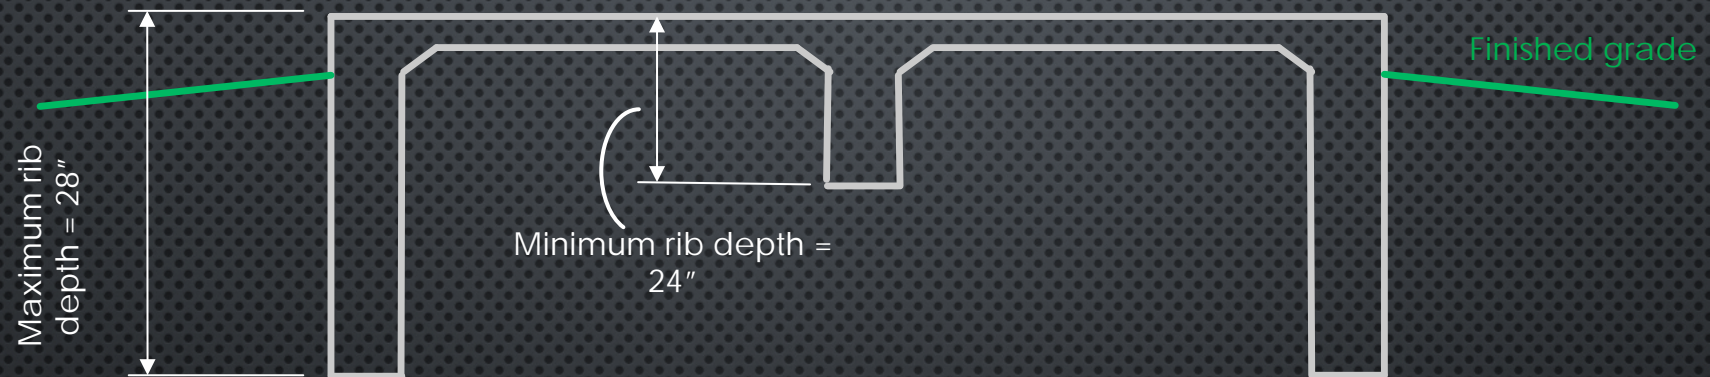 Finished grade
Maximum rib
depth = 28"
Minimum rib depth =
24"